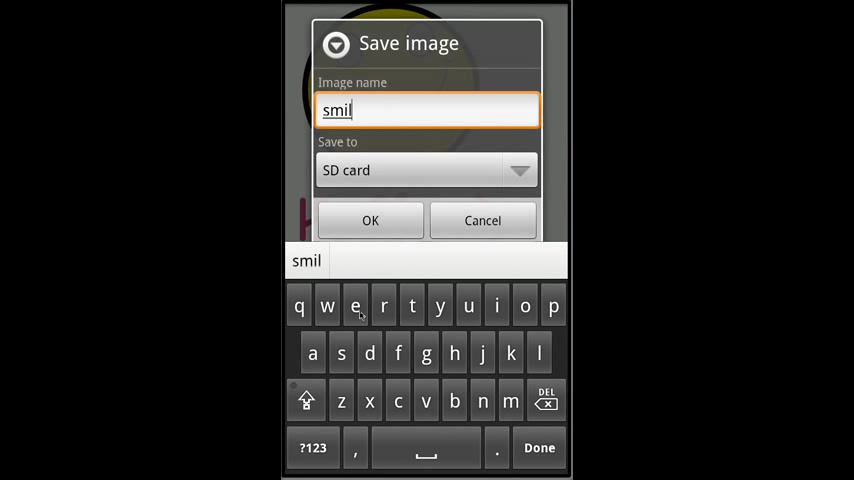 Save image
Image name
smil
Save to
SD card
OK Cancel
smil
q w e r t y u i o p
a s d f g h j k l
z x c v b n m DEL
?123 , . Done